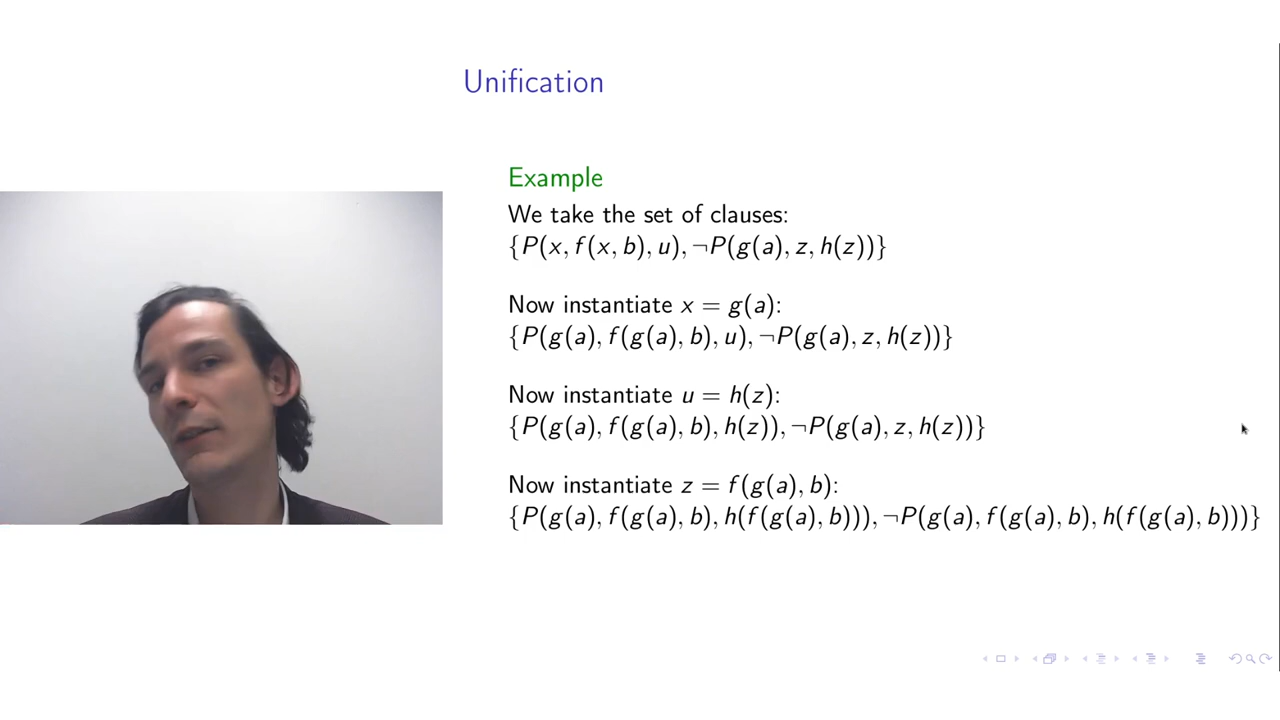 Unification
Example
We take the set of clauses:
{P(x, f(x, b), u), ¬P(g(a), z, h(z))}
Now instantiate x = g(a):
{P(g(a), f(g(a), b), u), ¬P(g(a), z, h(z))}
Now instantiate u = h(z):
{P(g(a), f(g(a), b), h(z)), ¬P(g(a), z, h(z))}
Now instantiate z = f(g(a), b):
{P(g(a), f(g(a), b), h(f(g(a), b))), ¬P(g(a), f(g(a), b), h(f(g(a), b)))}